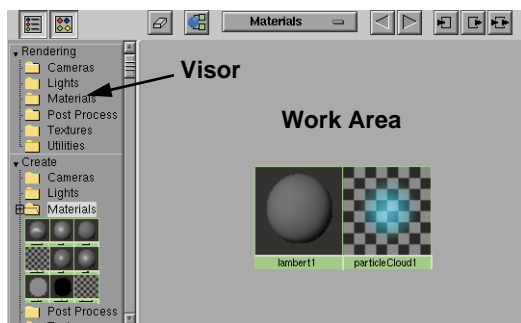 Materials
Rendering
Cameras
Lights
Materials
Post Process
Textures
Utilities
Visor
Work Area
Create
Cameras
Lights
Materials
Post Process
lambert1
particleCloud1